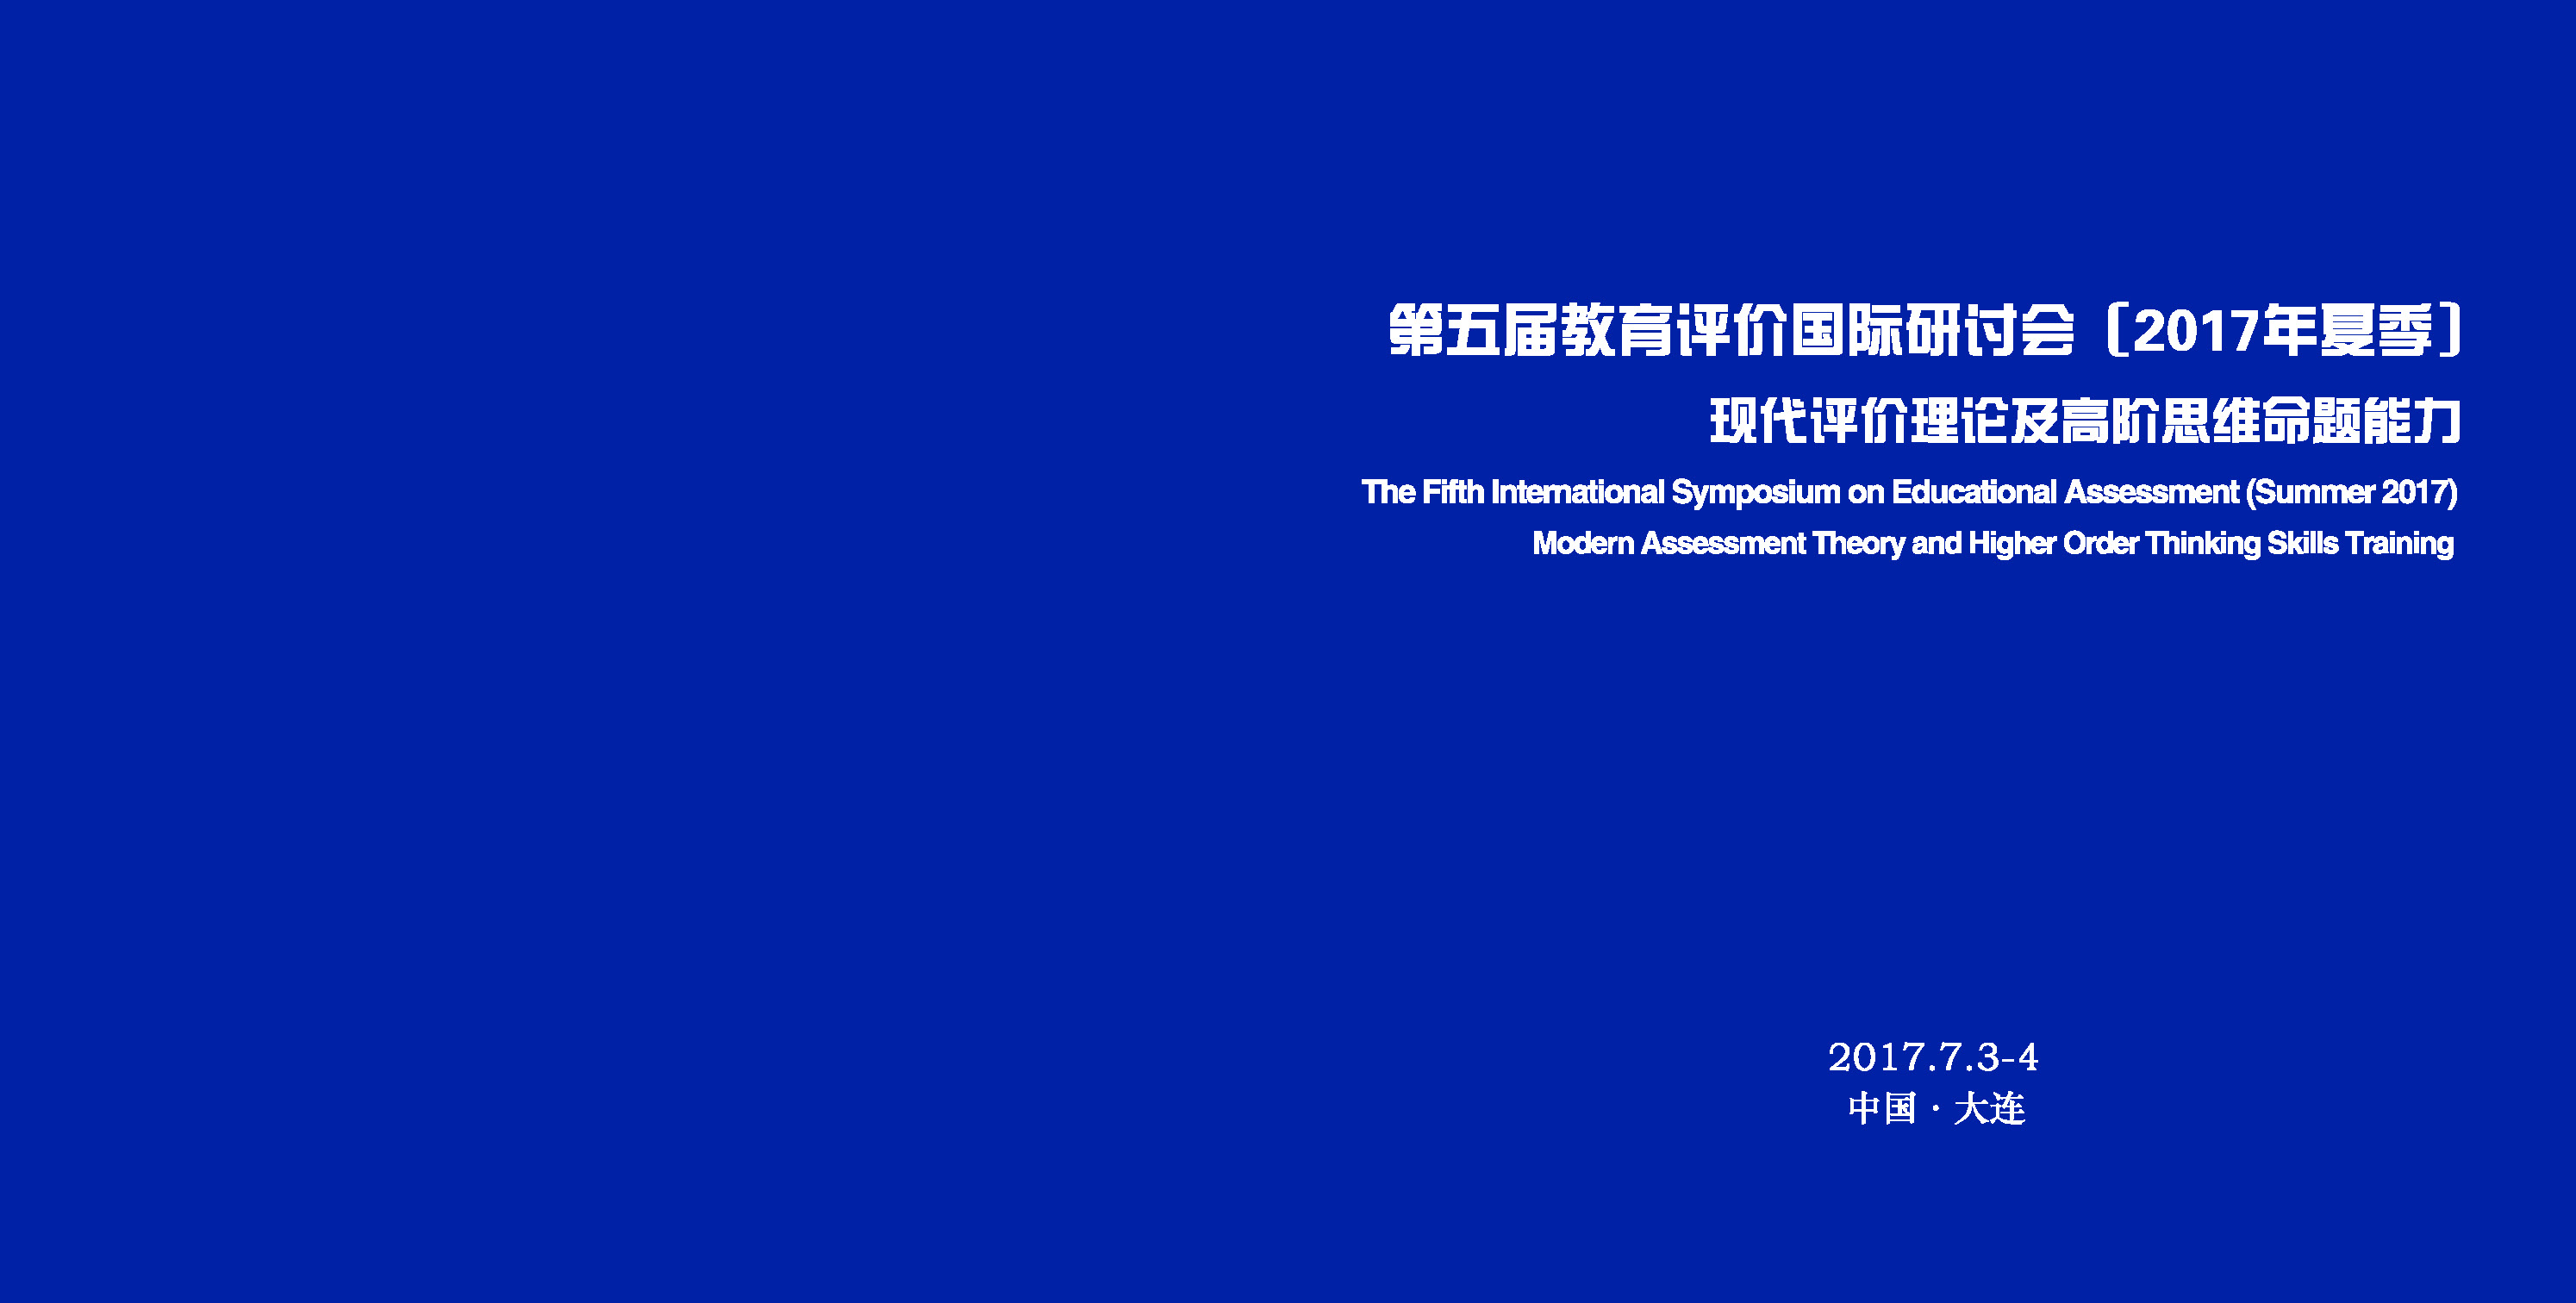 第五届教育评价国际研讨会〔2017年夏季〕
现代评价理论及高阶思维命题能力
The Fifth International Symposium on Educational Assessment (Summer 2017)
Modern Assessment Theory and Higher Order Thinking Skills Training
2017.7.3-4
中国·大连